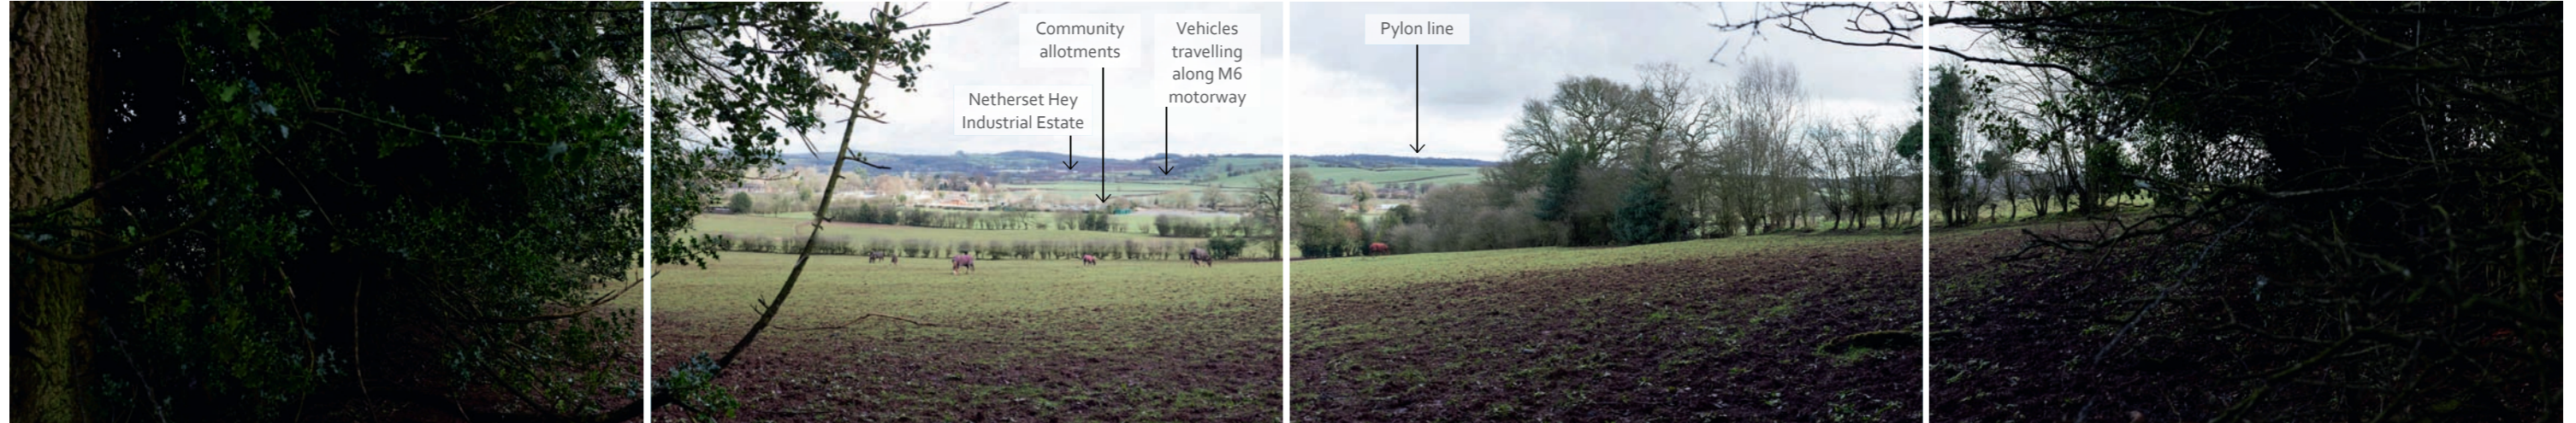 Netherset Hey
Industrial Estate
Community
allotments
Vehicles
travelling
along M6
motorway
Pylon line